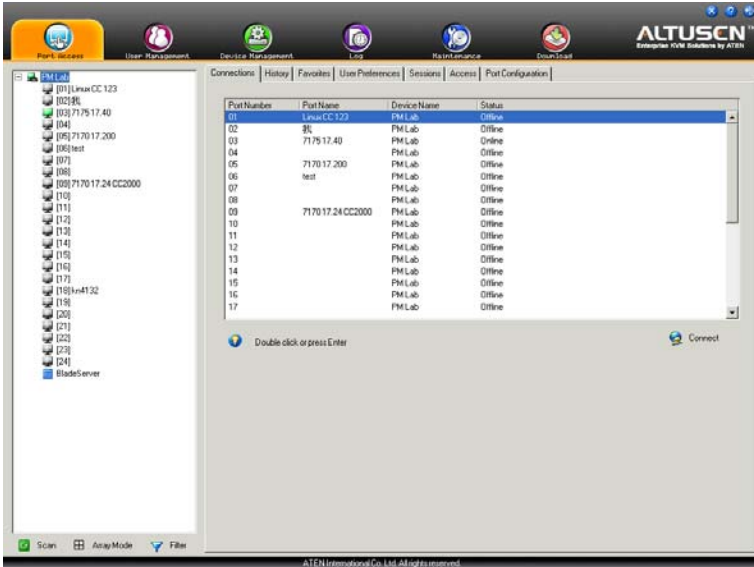 ALTUSCN™
Enterprise KVM Solutions by ATEN
Port Access
User Management
Device Management
Log
Maintenance
Download
PM Lab
[01] Linux CC 123
[02]我
[03] 7175 17.40
[04]
[05] 7170 17.200
[06] test
[07]
[08]
[09] 7170 17.24 CC2000
[10]
[11]
[12]
[13]
[14]
[15]
[16]
[17]
[18] kn4132
[19]
[20]
[21]
[22]
[23]
[24]
BladeServer
Scan Array Mode Filter
Connections History Favorites User Preferences Sessions Access Port Configuration
Port Number Port Name Device Name Status
01 Linux CC 123 PM Lab Offline
02 我 PM Lab Offline
03 7175 17.40 PM Lab Online
04 PM Lab Offline
05 7170 17.200 PM Lab Offline
06 test PM Lab Offline
07 PM Lab Offline
08 PM Lab Offline
09 7170 17.24 CC2000 PM Lab Offline
10 PM Lab Offline
11 PM Lab Offline
12 PM Lab Offline
13 PM Lab Offline
14 PM Lab Offline
15 PM Lab Offline
16 PM Lab Offline
17 PM Lab Offline
Double click or press Enter
Connect
ATEN International Co. Ltd. All rights reserved.